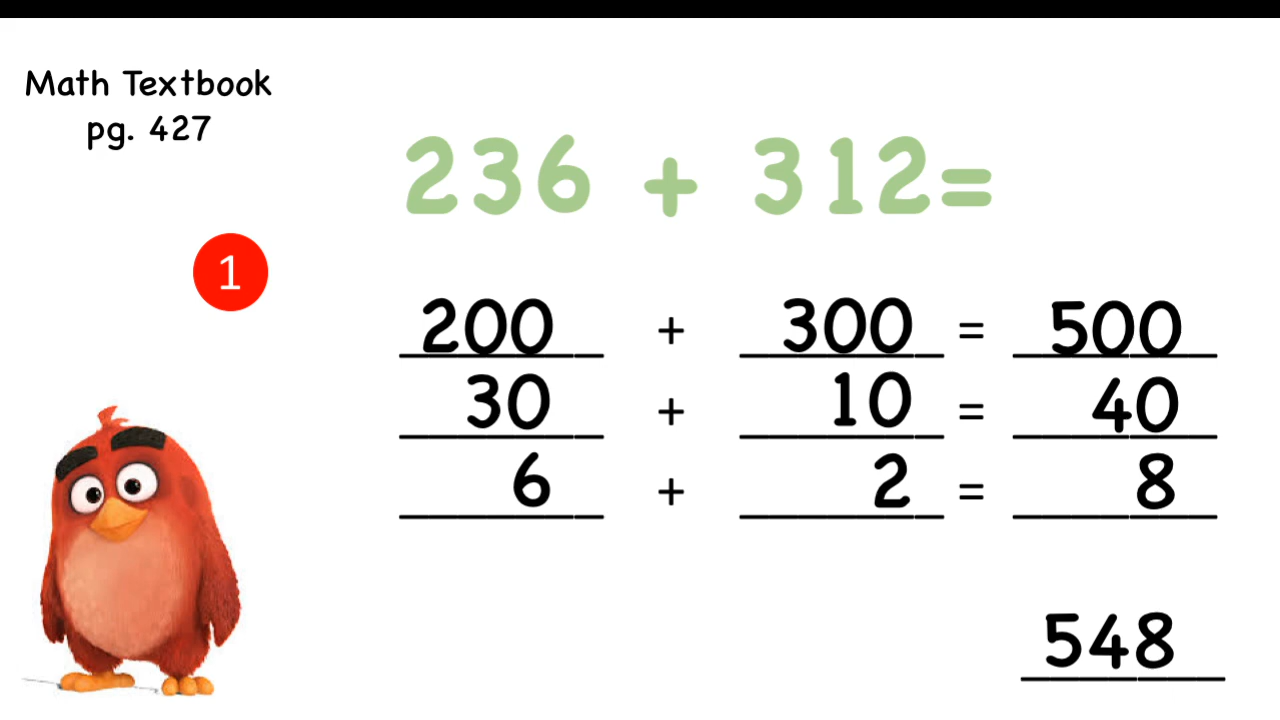 Math Textbook
pg. 427
236 + 312=
1
200 + 300 = 500
30 + 10 = 40
6 + 2 = 8
548